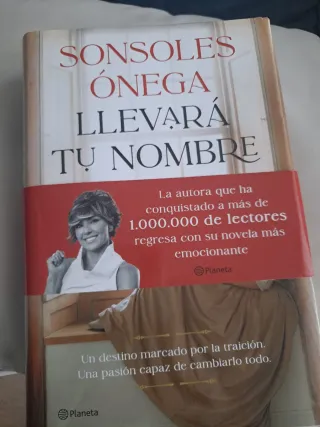 SONSOLES
ÓNEGA
LLEVARÁ
TU NOMBRE
La autora que ha
conquistado a más de
1.000.000 de lectores
regresa con su novela más
emocionante
Planeta
Un destino marcado por la traición.
Una pasión capaz de cambiarlo todo.
Planeta